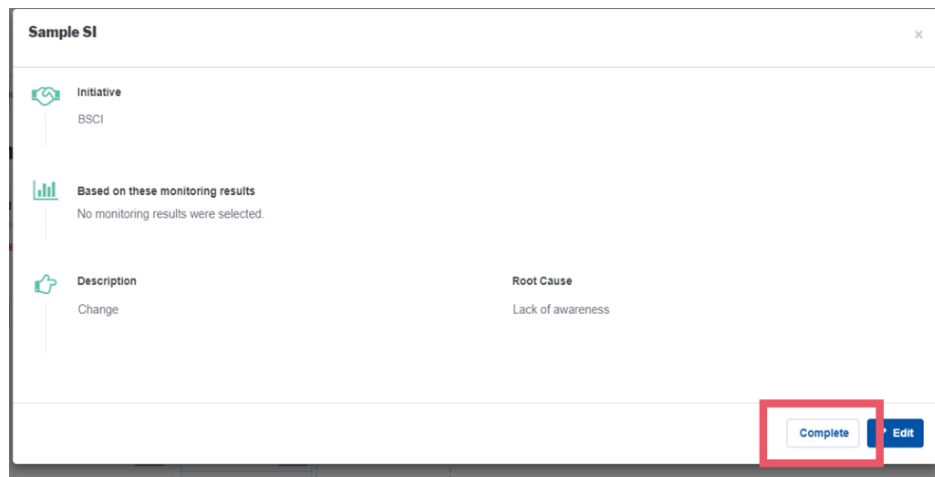 Sample SI
×
Initiative
BSCI
Based on these monitoring results
No monitoring results were selected.
Description
Root Cause
Change
Lack of awareness
Complete
Edit